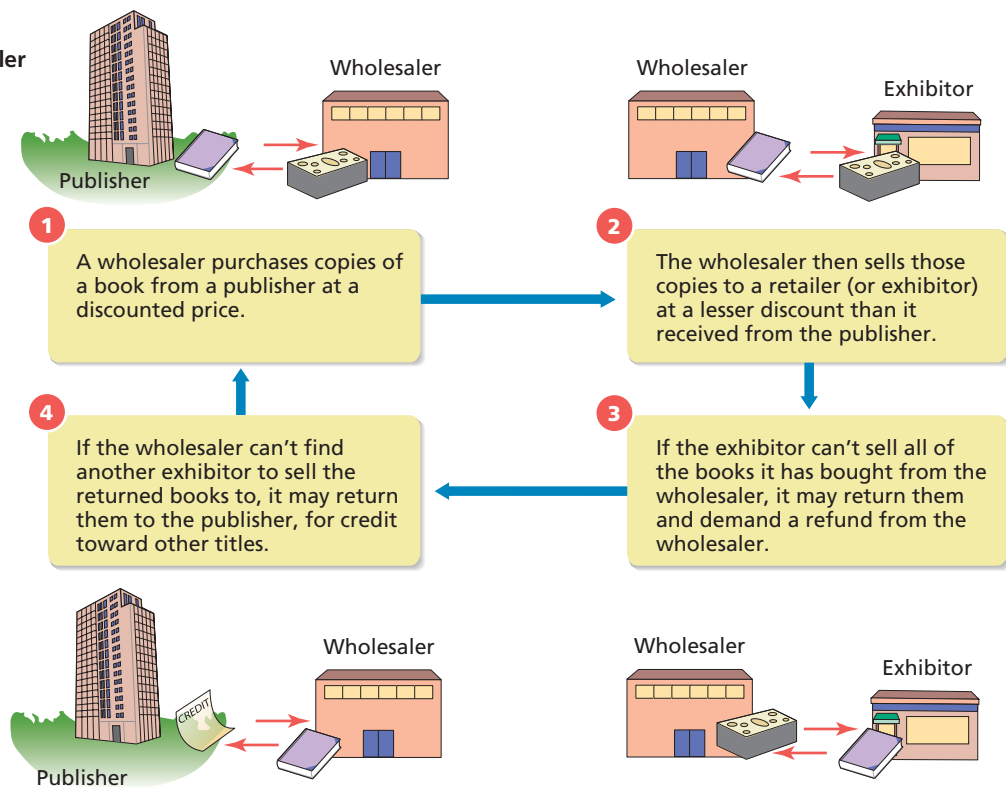 Wholesaler
Publisher
Wholesaler
Exhibitor
1
A wholesaler purchases copies of
a book from a publisher at a
discounted price.
2
The wholesaler then sells those
copies to a retailer (or exhibitor)
at a lesser discount than it
received from the publisher.
4
If the wholesaler can't find
another exhibitor to sell the
returned books to, it may return
them to the publisher, for credit
toward other titles.
3
If the exhibitor can't sell all of
the books it has bought from the
wholesaler, it may return them
and demand a refund from the
wholesaler.
Wholesaler
CREDIT
Publisher
Wholesaler
Exhibitor